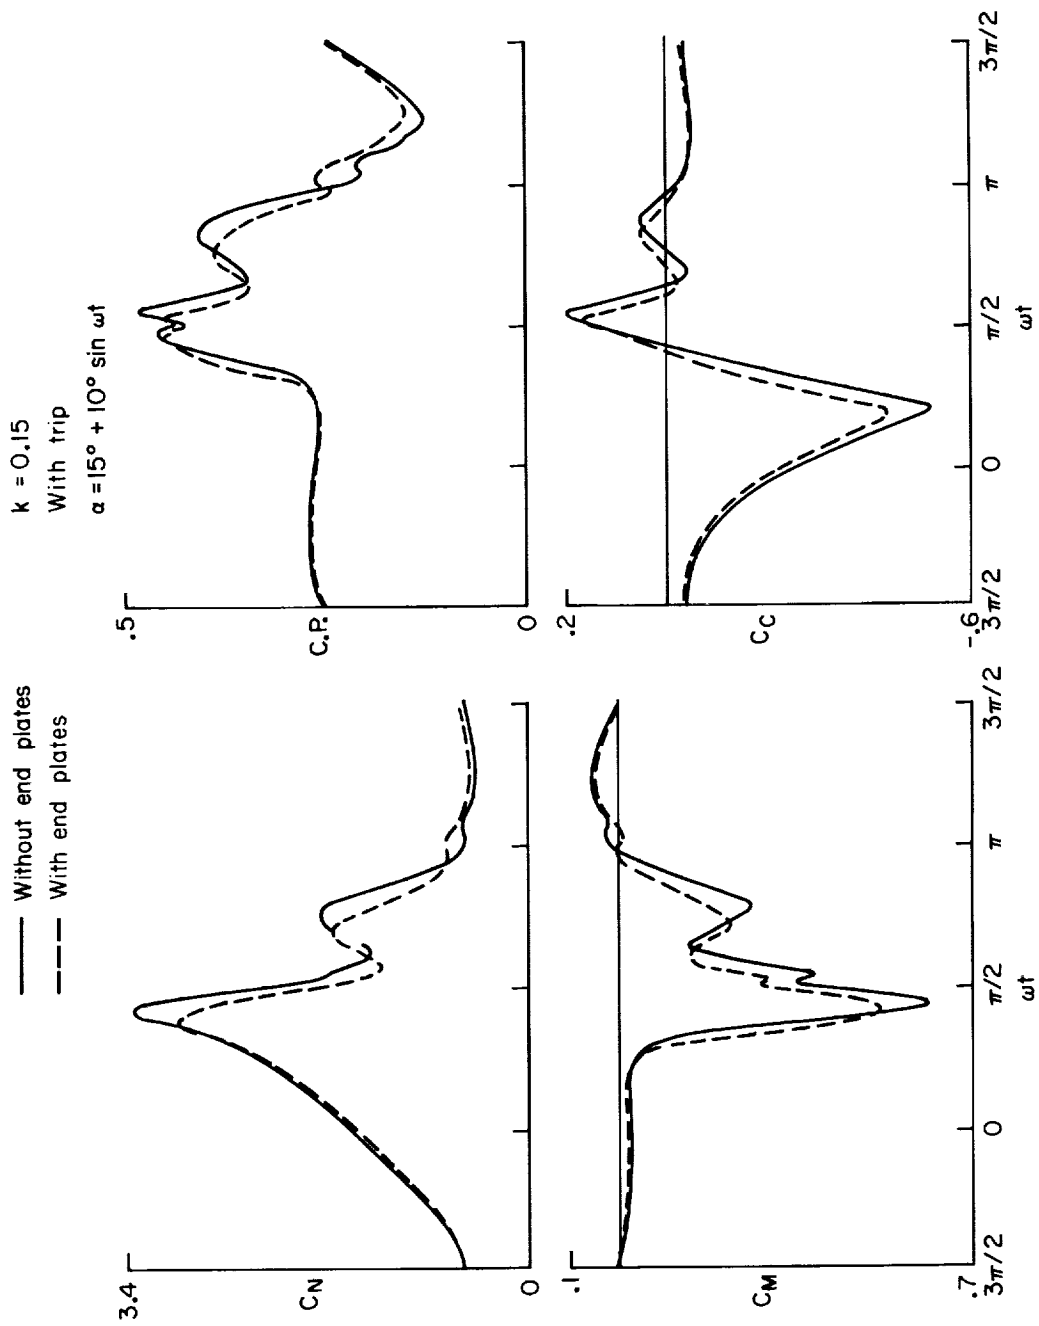 Without end plates
With end plates
k = 0.15
With trip
α = 15° + 10° sin ωt
3.4
C_N
0
.5
C.P.
0
.1
C_M
.7
3π/2
0
π/2
π
3π/2
ωt
.2
C_C
-.6
3π/2
0
π/2
π
3π/2
ωt